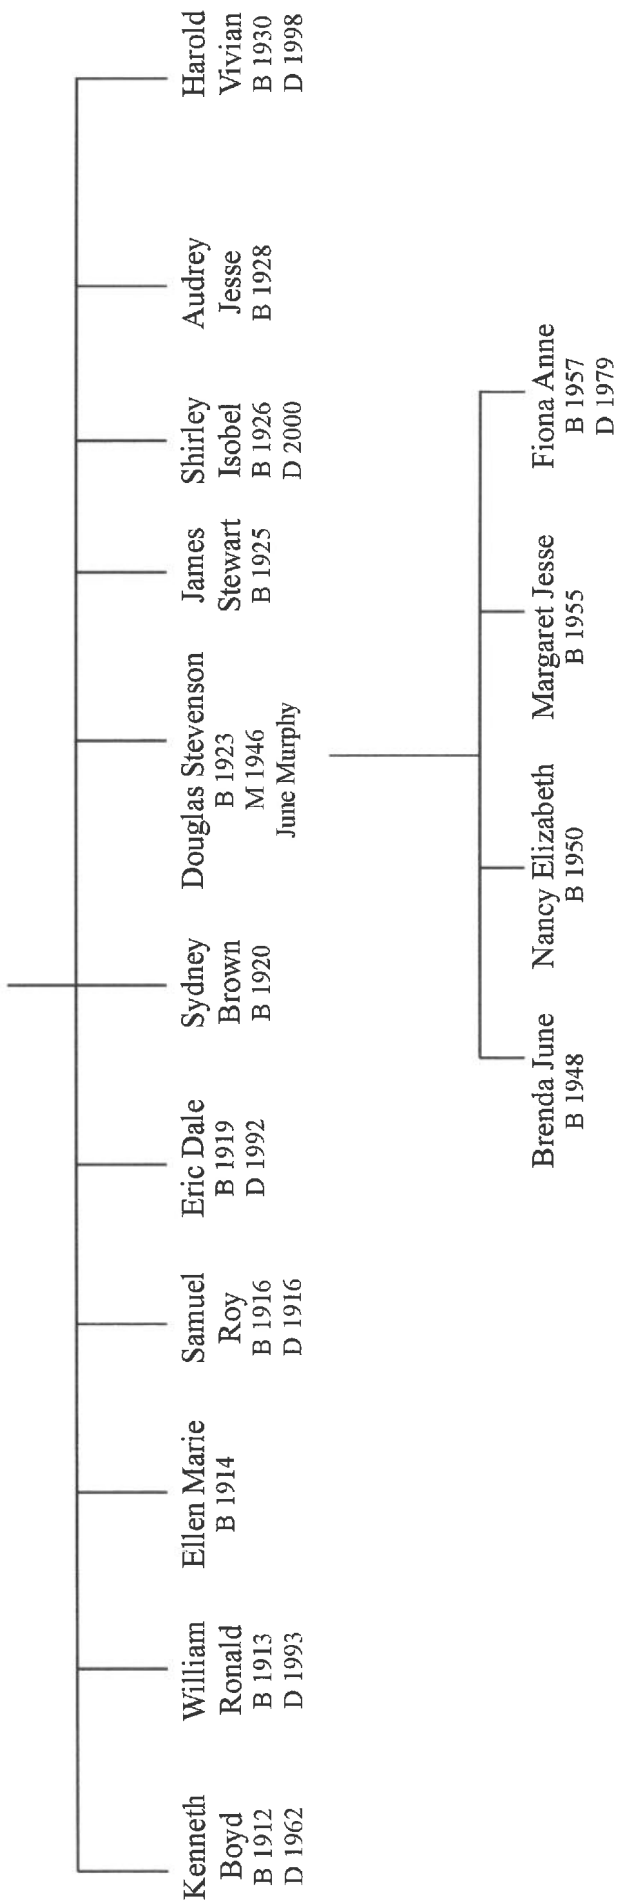 Kenneth
Boyd
B 1912
D 1962
William
Ronald
B 1913
D 1993
Ellen Marie
B 1914
Samuel
Roy
B 1916
D 1916
Eric Dale
B 1919
D 1992
Sydney
Brown
B 1920
Douglas Stevenson
B 1923
M 1946
June Murphy
James
Stewart
B 1925
Shirley
Isobel
B 1926
D 2000
Audrey
Jesse
B 1928
Harold
Vivian
B 1930
D 1998
Brenda June
B 1948
Nancy Elizabeth
B 1950
Margaret Jesse
B 1955
Fiona Anne
B 1957
D 1979